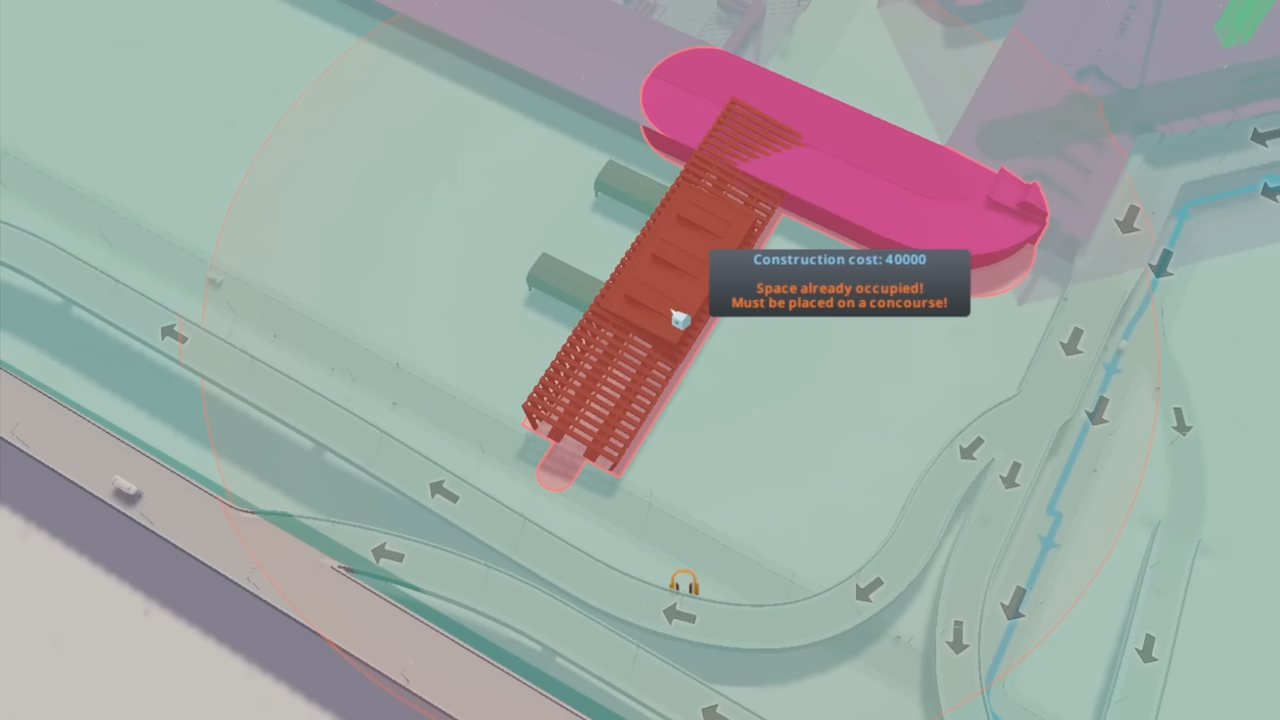 Construction cost: 40000
Space already occupied!
Must be placed on a concourse!